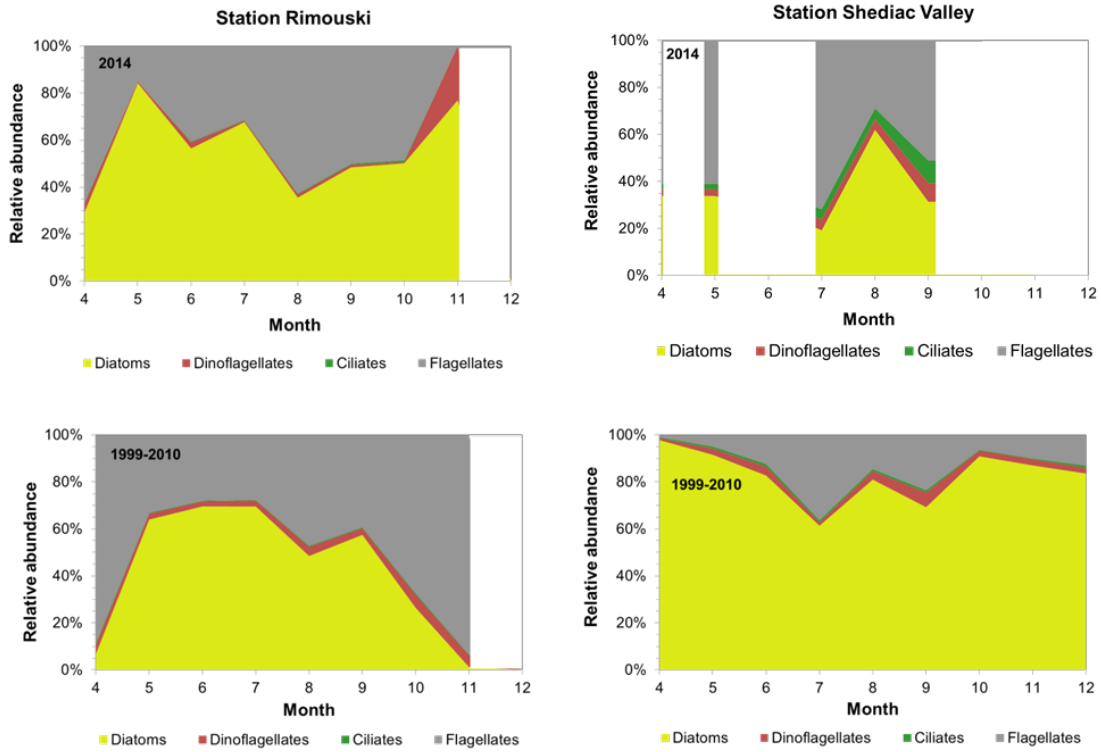 Station Rimouski
100%
80%
60%
40%
20%
0%
Relative abundance
2014
4 5 6 7 8 9 10 11 12
Month
Diatoms Dinoflagellates Ciliates Flagellates
Station Shediac Valley
100%
80%
60%
40%
20%
0%
Relative abundance
2014
4 5 6 7 8 9 10 11 12
Month
Diatoms Dinoflagellates Ciliates Flagellates
100%
80%
60%
40%
20%
0%
Relative abundance
1999-2010
4 5 6 7 8 9 10 11 12
Month
Diatoms Dinoflagellates Ciliates Flagellates
100%
80%
60%
40%
20%
0%
Relative abundance
1999-2010
4 5 6 7 8 9 10 11 12
Month
Diatoms Dinoflagellates Ciliates Flagellates